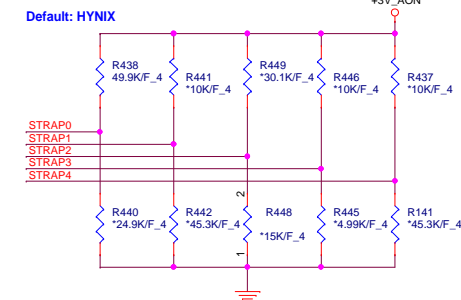 +3V_AON
Default: HYNIX
R438
49.9K/F_4
R441
*10K/F_4
R449
*30.1K/F_4
R446
*10K/F_4
R437
*10K/F_4
STRAP0
STRAP1
STRAP2
STRAP3
STRAP4
R440
*24.9K/F_4
R442
*45.3K/F_4
2
R448
*15K/F_4
1
R445
*4.99K/F_4
R141
*45.3K/F_4